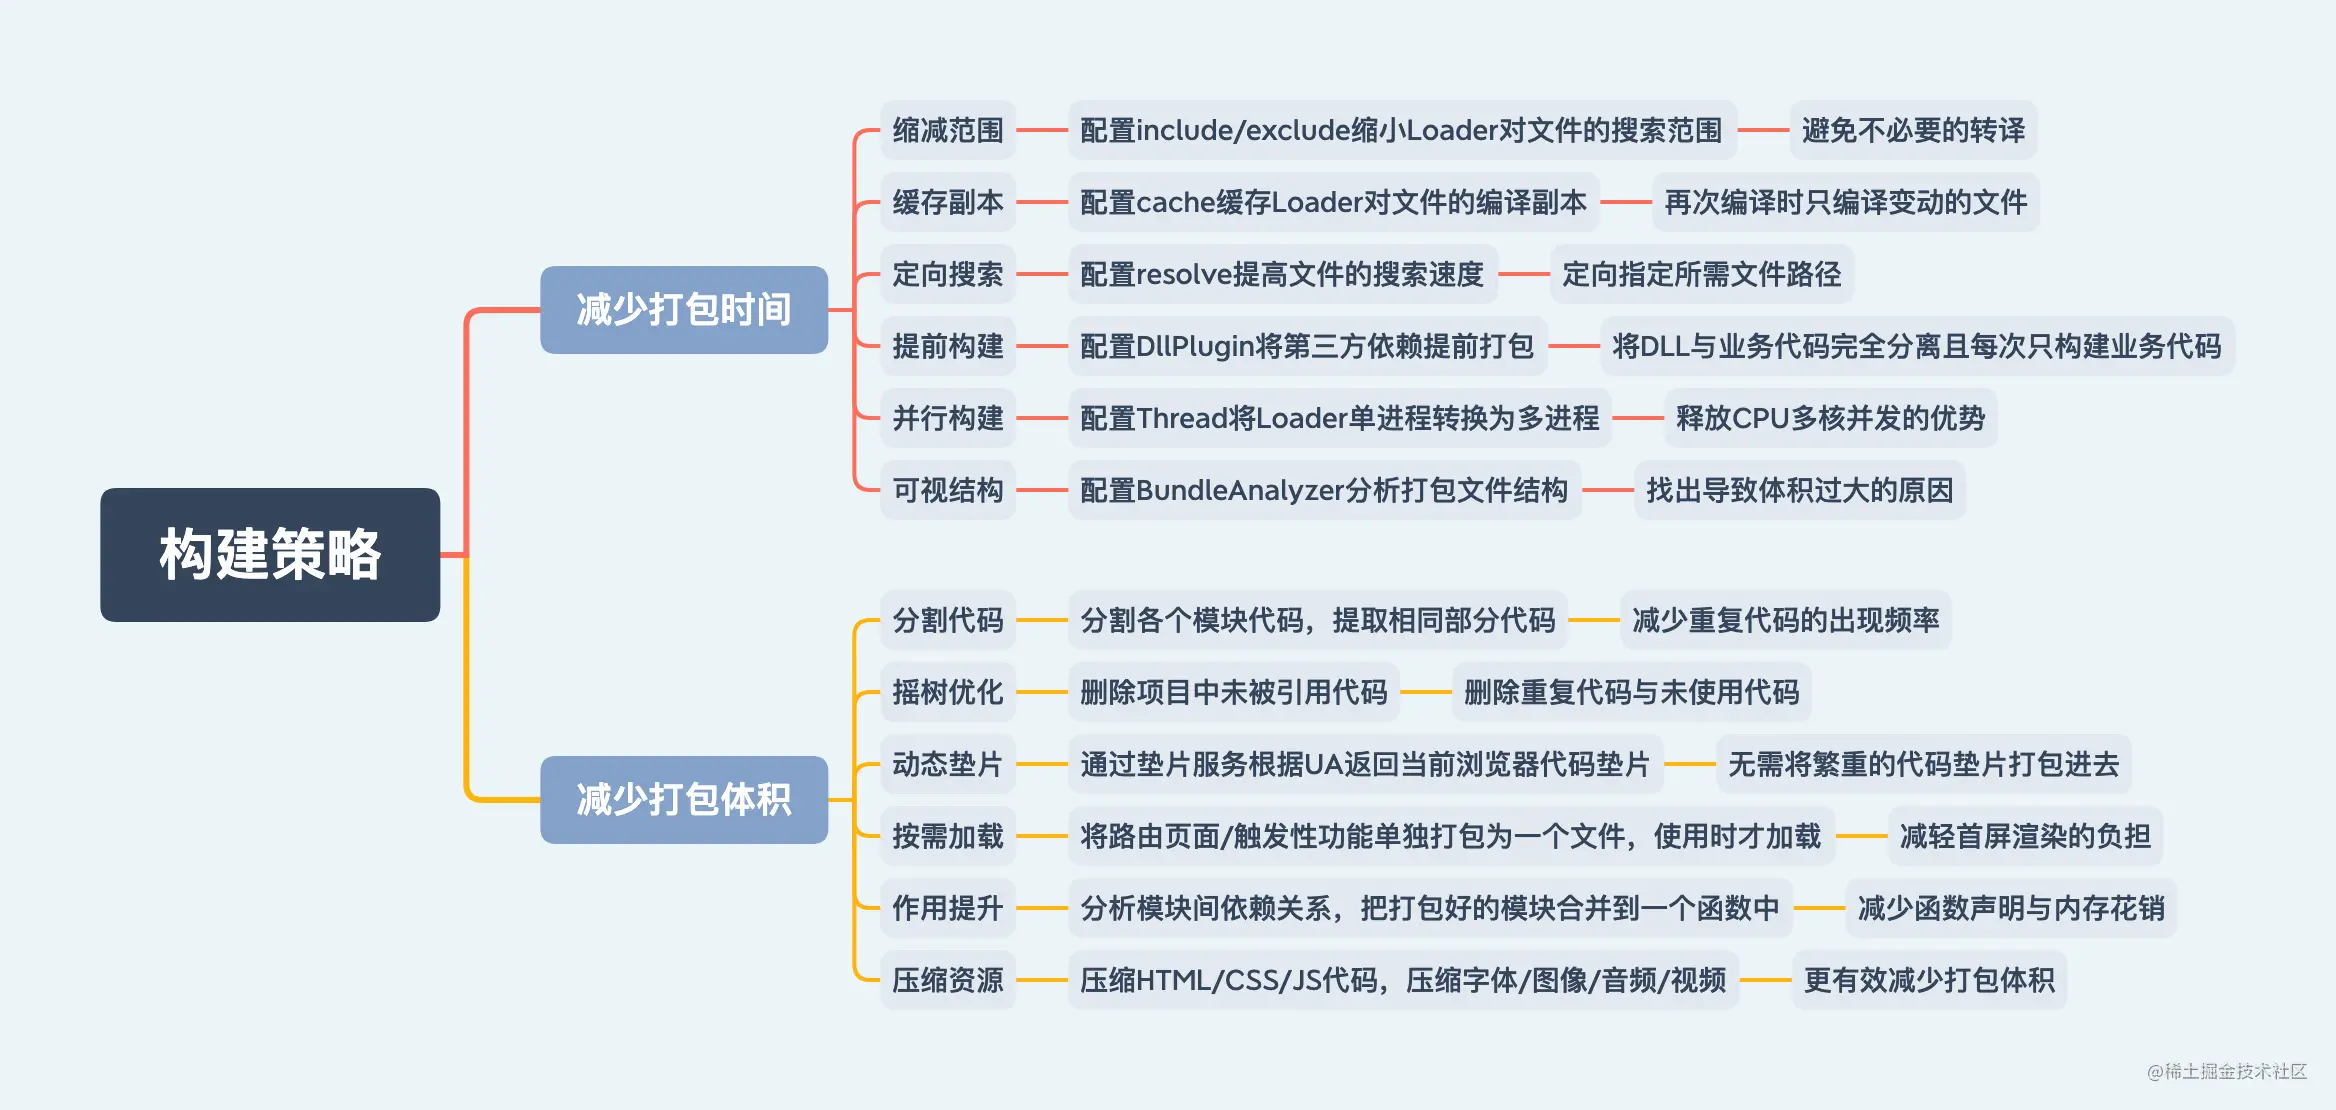 构建策略
减少打包时间
缩减范围 配置include/exclude缩小Loader对文件的搜索范围 避免不必要的转译
缓存副本 配置cache缓存Loader对文件的编译副本 再次编译时只编译变动的文件
定向搜索 配置resolve提高文件的搜索速度 定向指定所需文件路径
提前构建 配置DllPlugin将第三方依赖提前打包 将DLL与业务代码完全分离且每次只构建业务代码
并行构建 配置Thread将Loader单进程转换为多进程 释放CPU多核并发的优势
可视结构 配置BundleAnalyzer分析打包文件结构 找出导致体积过大的原因
减少打包体积
分割代码 分割各个模块代码，提取相同部分代码 减少重复代码的出现频率
摇树优化 删除项目中未被引用代码 删除重复代码与未使用代码
动态垫片 通过垫片服务根据UA返回当前浏览器代码垫片 无需将繁重的代码垫片打包进去
按需加载 将路由页面/触发性功能单独打包为一个文件，使用时才加载 减轻首屏渲染的负担
作用提升 分析模块间依赖关系，把打包好的模块合并到一个函数中 减少函数声明与内存花销
压缩资源 压缩HTML/CSS/JS代码，压缩字体/图像/音频/视频 更有效减少打包体积
@稀土掘金技术社区